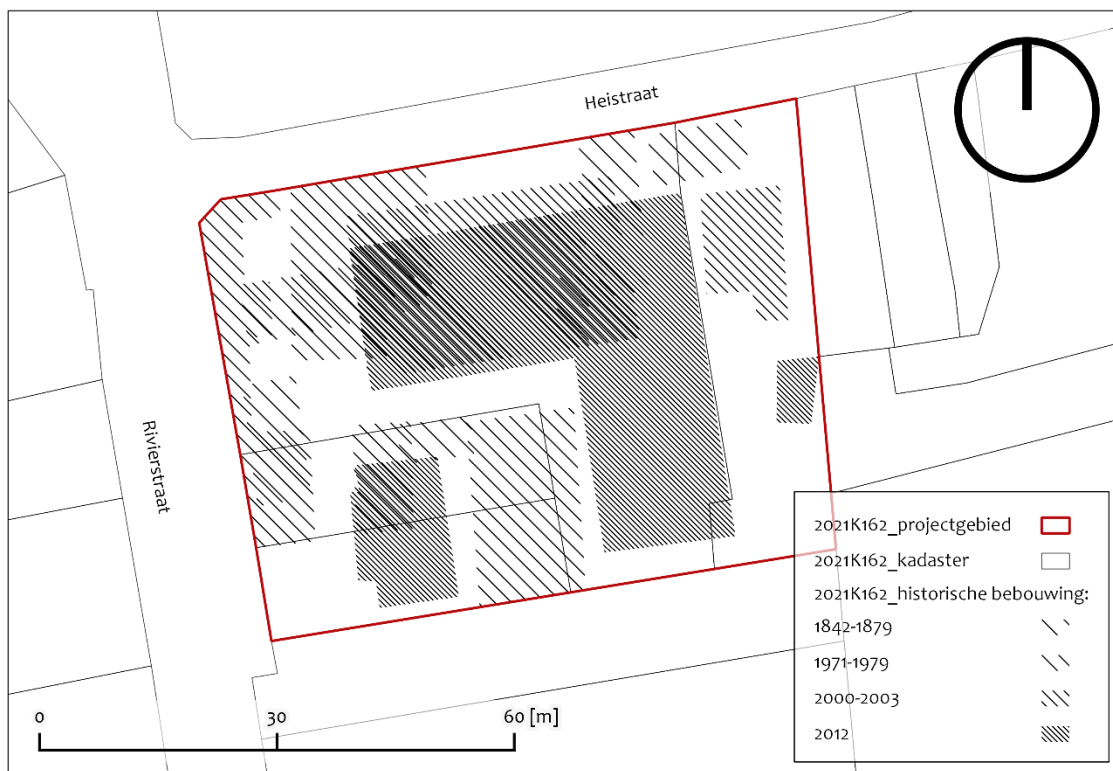 Heistraat
Rivierstraat
0 30 60 [m]
2021K162_projectgebied
2021K162_kadaster
2021K162_historische bebouwing:
1842-1879
1971-1979
2000-2003
2012